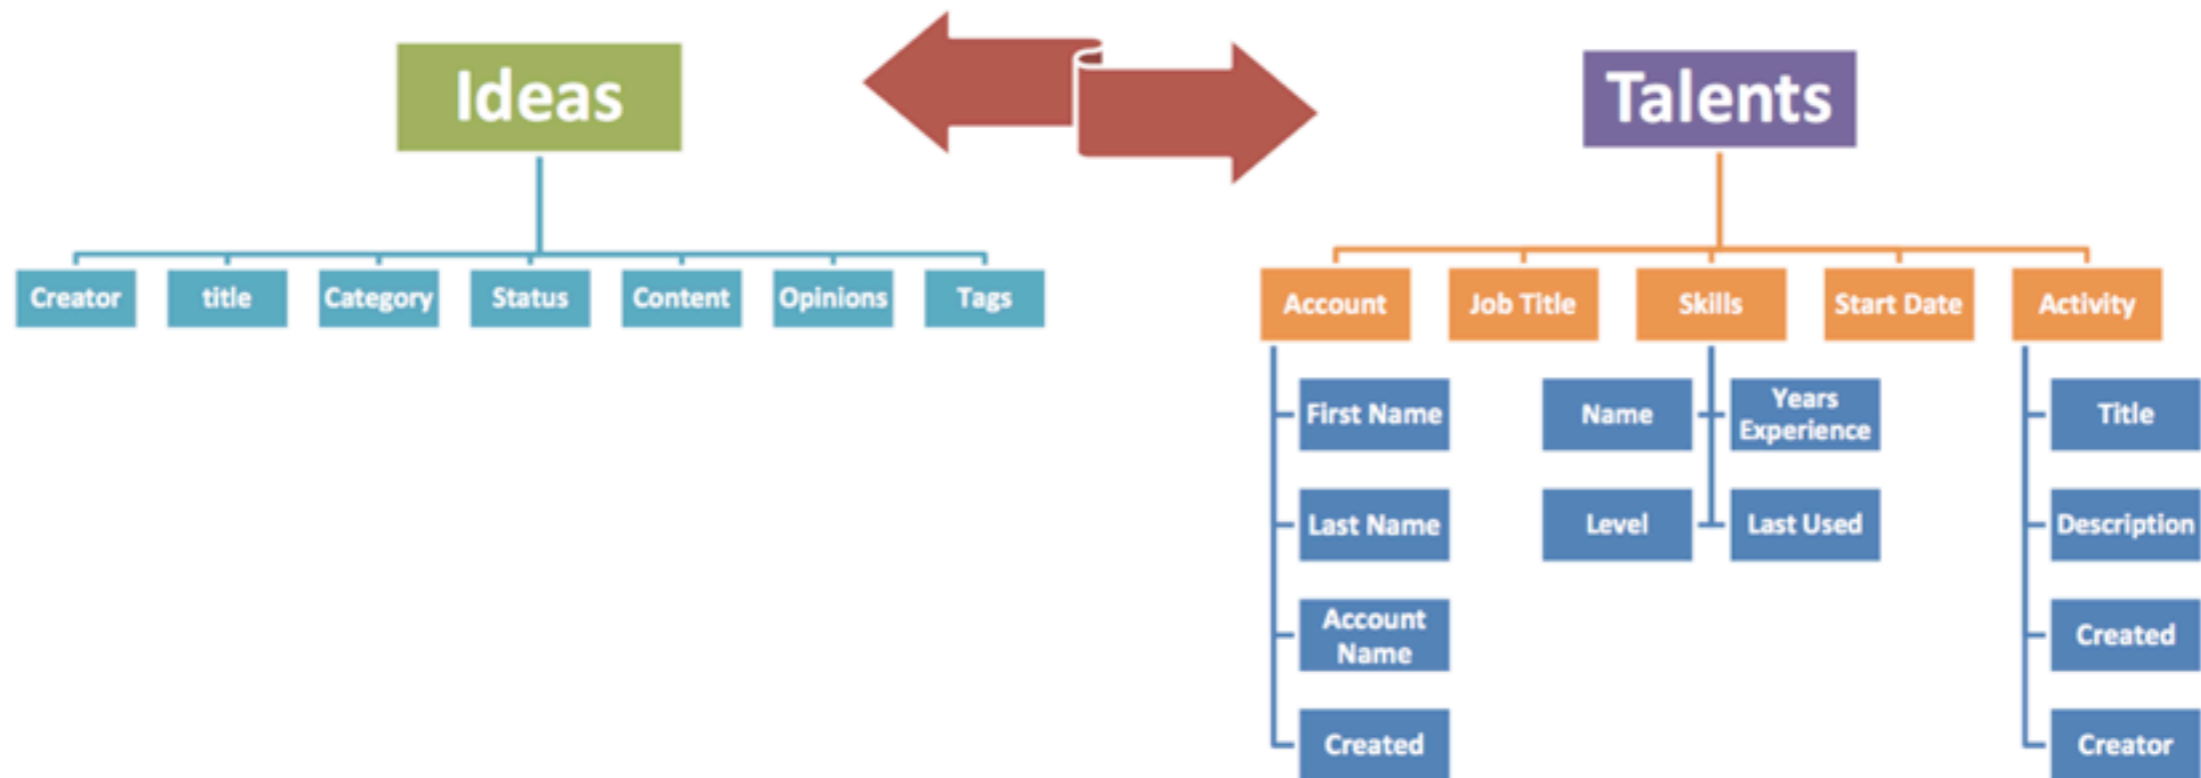 Ideas
Talents
Creator
title
Category
Status
Content
Opinions
Tags
Account
Job Title
Skills
Start Date
Activity
First Name
Last Name
Account
Name
Created
Name
Years
Experience
Level
Last Used
Title
Description
Created
Creator